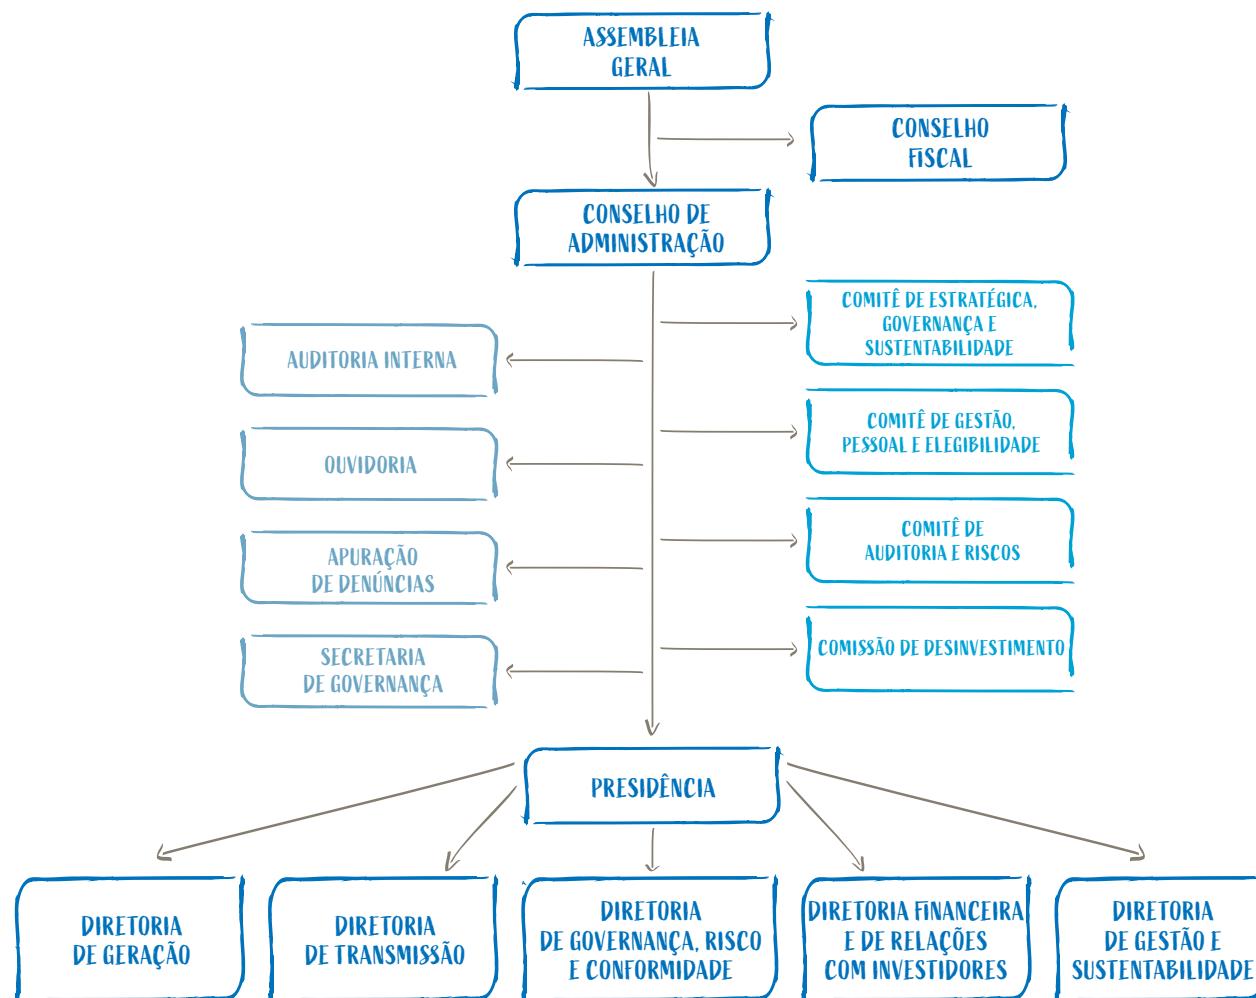 ASSEMBLEIA
GERAL
CONSELHO
FISCAL
CONSELHO DE
ADMINISTRAÇÃO
COMITÊ DE ESTRATÉGICA,
GOVERNANÇA E
SUSTENTABILIDADE
AUDITORIA INTERNA
COMITÊ DE GESTÃO,
PESSOAL E ELEGIBILIDADE
OUVIDORIA
COMITÊ DE
AUDITORIA E RISCOS
APURAÇÃO
DE DENÚNCIAS
COMISSÃO DE DESINVESTIMENTO
SECRETARIA
DE GOVERNANÇA
PRESIDÊNCIA
DIRETORIA
DE GERAÇÃO
DIRETORIA
DE TRANSMISSÃO
DIRETORIA
DE GOVERNANÇA, RISCO
E CONFORMIDADE
DIRETORIA FINANCEIRA
E DE RELAÇÕES
COM INVESTIDORES
DIRETORIA
DE GESTÃO E
SUSTENTABILIDADE